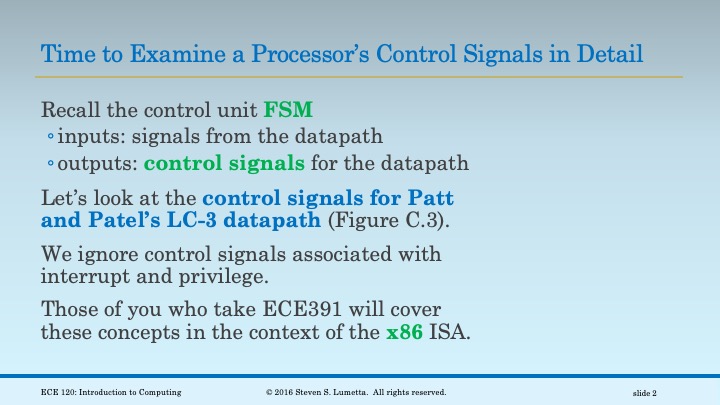 Time to Examine a Processor’s Control Signals in Detail
Recall the control unit FSM
◦inputs: signals from the datapath
◦outputs: control signals for the datapath
Let’s look at the control signals for Patt
and Patel’s LC-3 datapath (Figure C.3).
We ignore control signals associated with
interrupt and privilege.
Those of you who take ECE391 will cover
these concepts in the context of the x86 ISA.
ECE 120: Introduction to Computing
© 2016 Steven S. Lumetta. All rights reserved.
slide 2